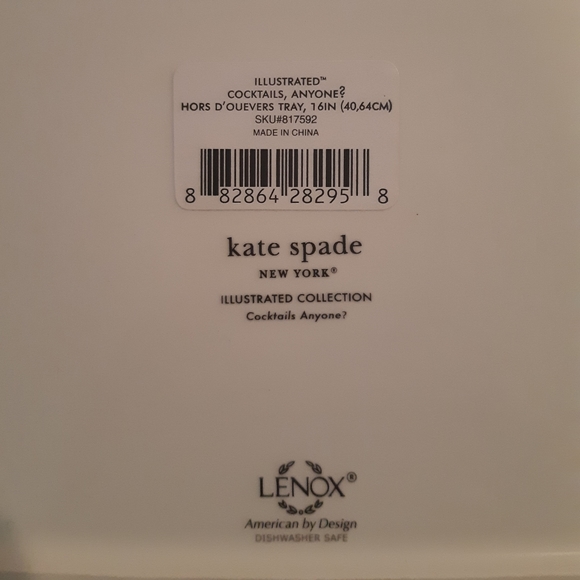 ILLUSTRATED™
COCKTAILS, ANYONE?
HORS D'OUEVERS TRAY, 16IN (40,64CM)
SKU#817592
MADE IN CHINA
8 82864 28295 8
kate spade
NEW YORK®
ILLUSTRATED COLLECTION
Cocktails Anyone?
LENOX®
American by Design
DISHWASHER SAFE